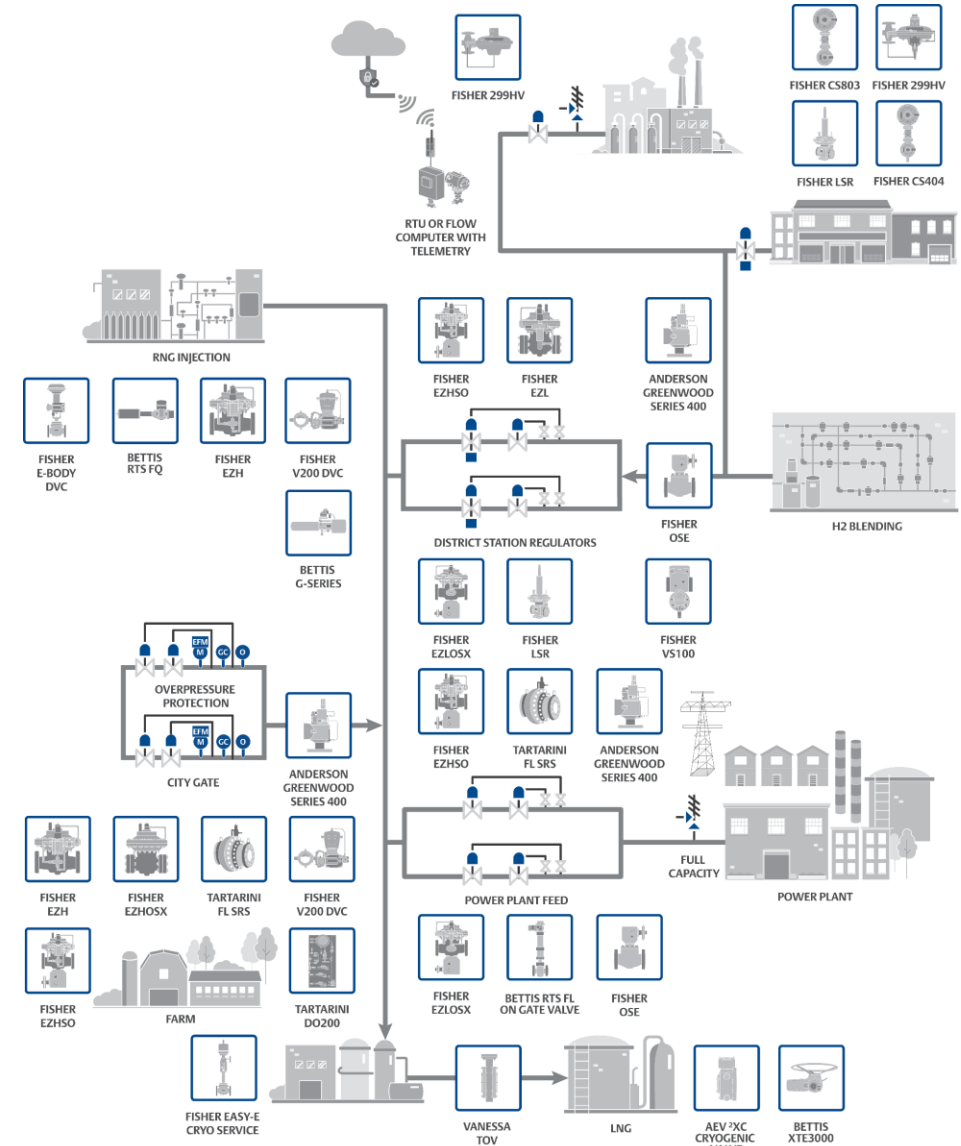 FISHER 299HV
FISHER CS803
FISHER 299HV
FISHER LSR
FISHER CS404
RTU OR FLOW
COMPUTER WITH
TELEMETRY
RNG INJECTION
FISHER
EZHSO
FISHER
EZL
ANDERSON
GREENWOOD
SERIES 400
FISHER
E-BODY
DVC
BETTIS
RTS FQ
FISHER
EZH
FISHER
V200 DVC
FISHER
OSE
H2 BLENDING
DISTRICT STATION REGULATORS
BETTIS
G-SERIES
FISHER
EZLOSX
FISHER
LSR
FISHER
VS100
EFM
M
GC
O
OVERPRESSURE
PROTECTION
EFM
M
GC
O
CITY GATE
ANDERSON
GREENWOOD
SERIES 400
FISHER
EZHSO
TARTARINI
FL SRS
ANDERSON
GREENWOOD
SERIES 400
FISHER
EZH
FISHER
EZHOSX
TARTARINI
FL SRS
FISHER
V200 DVC
POWER PLANT FEED
FULL
CAPACITY
POWER PLANT
FISHER
EZHSO
FARM
TARTARINI
DO200
FISHER
EZLOSX
BETTIS RTS FL
ON GATE VALVE
FISHER
OSE
FISHER EASY-E
CRYO SERVICE
VANESSA
TOV
LNG
AEV ²XC
CRYOGENIC
BETTIS
XTE3000